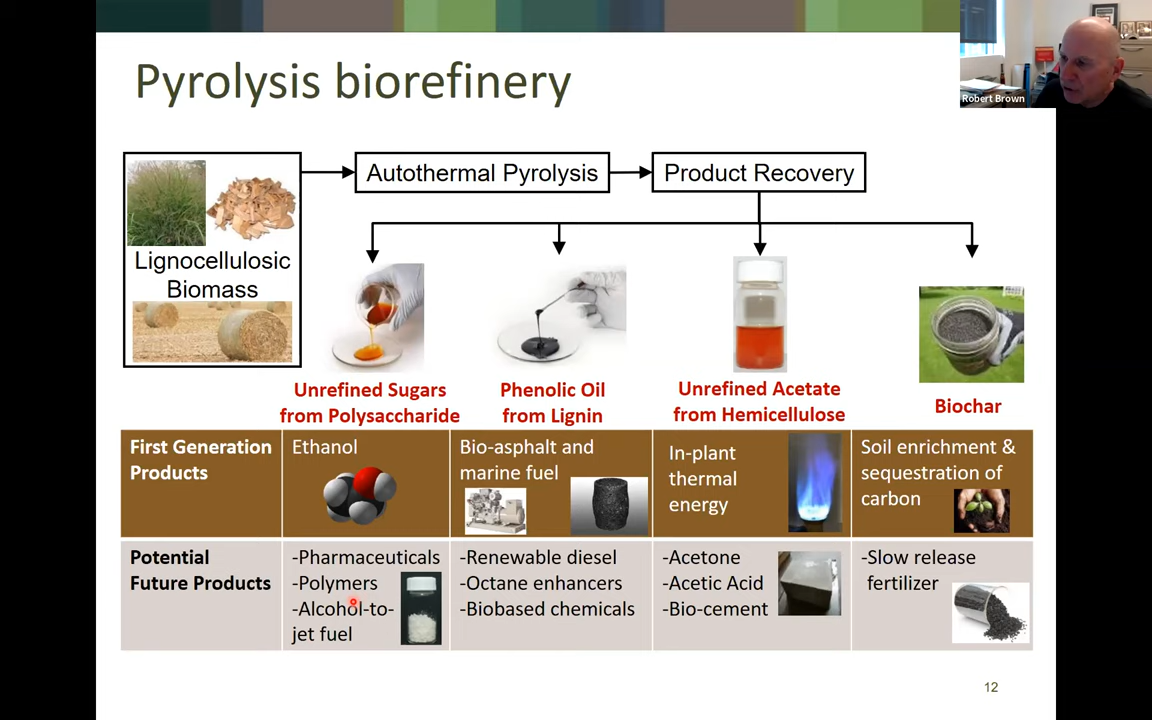 Pyrolysis biorefinery
Robert Brown
Autothermal Pyrolysis
Product Recovery
Lignocellulosic
Biomass
Unrefined Sugars
from Polysaccharide
Phenolic Oil
from Lignin
Unrefined Acetate
from Hemicellulose
Biochar
First Generation
Products
Ethanol
Bio-asphalt and
marine fuel
In-plant
thermal
energy
Soil enrichment &
sequestration of
carbon
Potential
Future Products
-Pharmaceuticals
-Polymers
-Alcohol-to-
jet fuel
-Renewable diesel
-Octane enhancers
-Biobased chemicals
-Acetone
-Acetic Acid
-Bio-cement
-Slow release
fertilizer
12